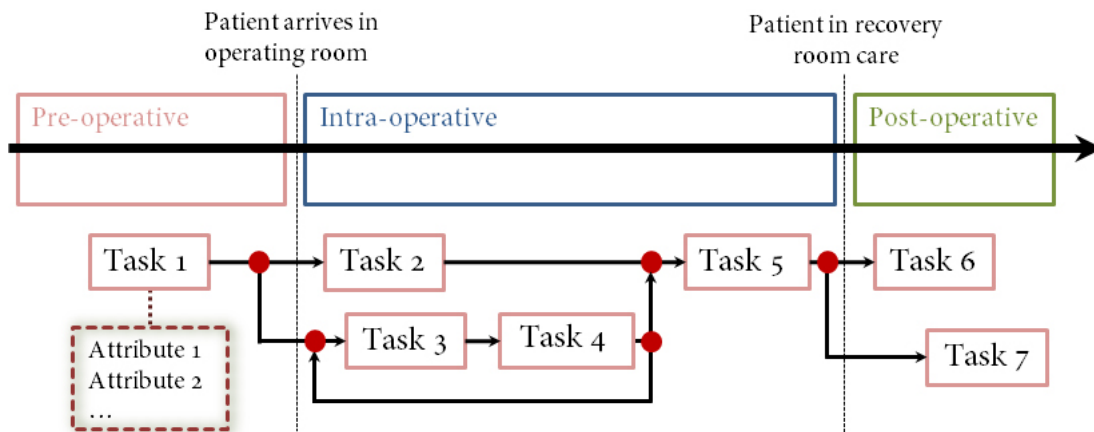 Patient arrives in
operating room
Patient in recovery
room care
Pre-operative
Intra-operative
Post-operative
Task 1
Task 2
Task 5
Task 6
Task 3
Task 4
Task 7
Attribute 1
Attribute 2
...